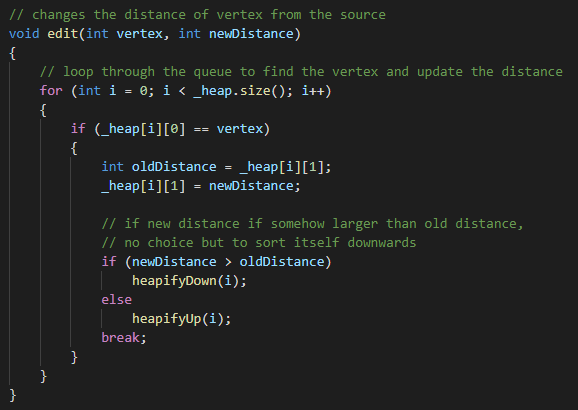 // changes the distance of vertex from the source
void edit(int vertex, int newDistance)
{
    // loop through the queue to find the vertex and update the distance
    for (int i = 0; i < _heap.size(); i++)
    {
        if (_heap[i][0] == vertex)
        {
            int oldDistance = _heap[i][1];
            _heap[i][1] = newDistance;

            // if new distance if somehow larger than old distance,
            // no choice but to sort itself downwards
            if (newDistance > oldDistance)
                heapifyDown(i);
            else
                heapifyUp(i);
            break;
        }
    }
}